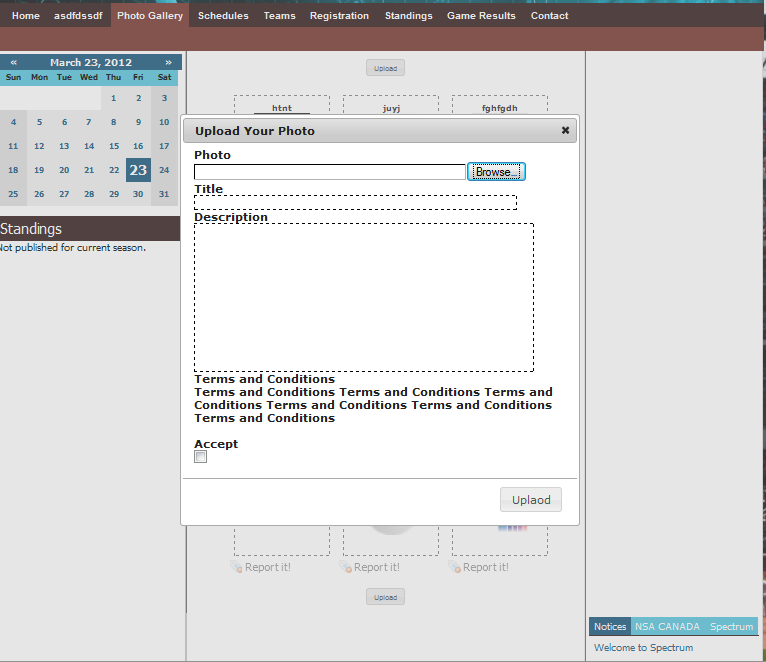 Home asdfdssdf Photo Gallery Schedules Teams Registration Standings Game Results Contact
« March 23, 2012 »
Sun Mon Tue Wed Thu Fri Sat
1 2 3
4 5 6 7 8 9 10
11 12 13 14 15 16 17
18 19 20 21 22 23 24
25 26 27 28 29 30 31
Standings
Not published for current season.
Upload
htnt juyj fghfgdh
Upload Your Photo
Photo
Browse...
Title
Description
Terms and Conditions
Terms and Conditions Terms and Conditions Terms and
Conditions Terms and Conditions Terms and Conditions
Terms and Conditions
Accept
Uplaod
Report it! Report it! Report it!
Upload
Notices NSA CANADA Spectrum
Welcome to Spectrum